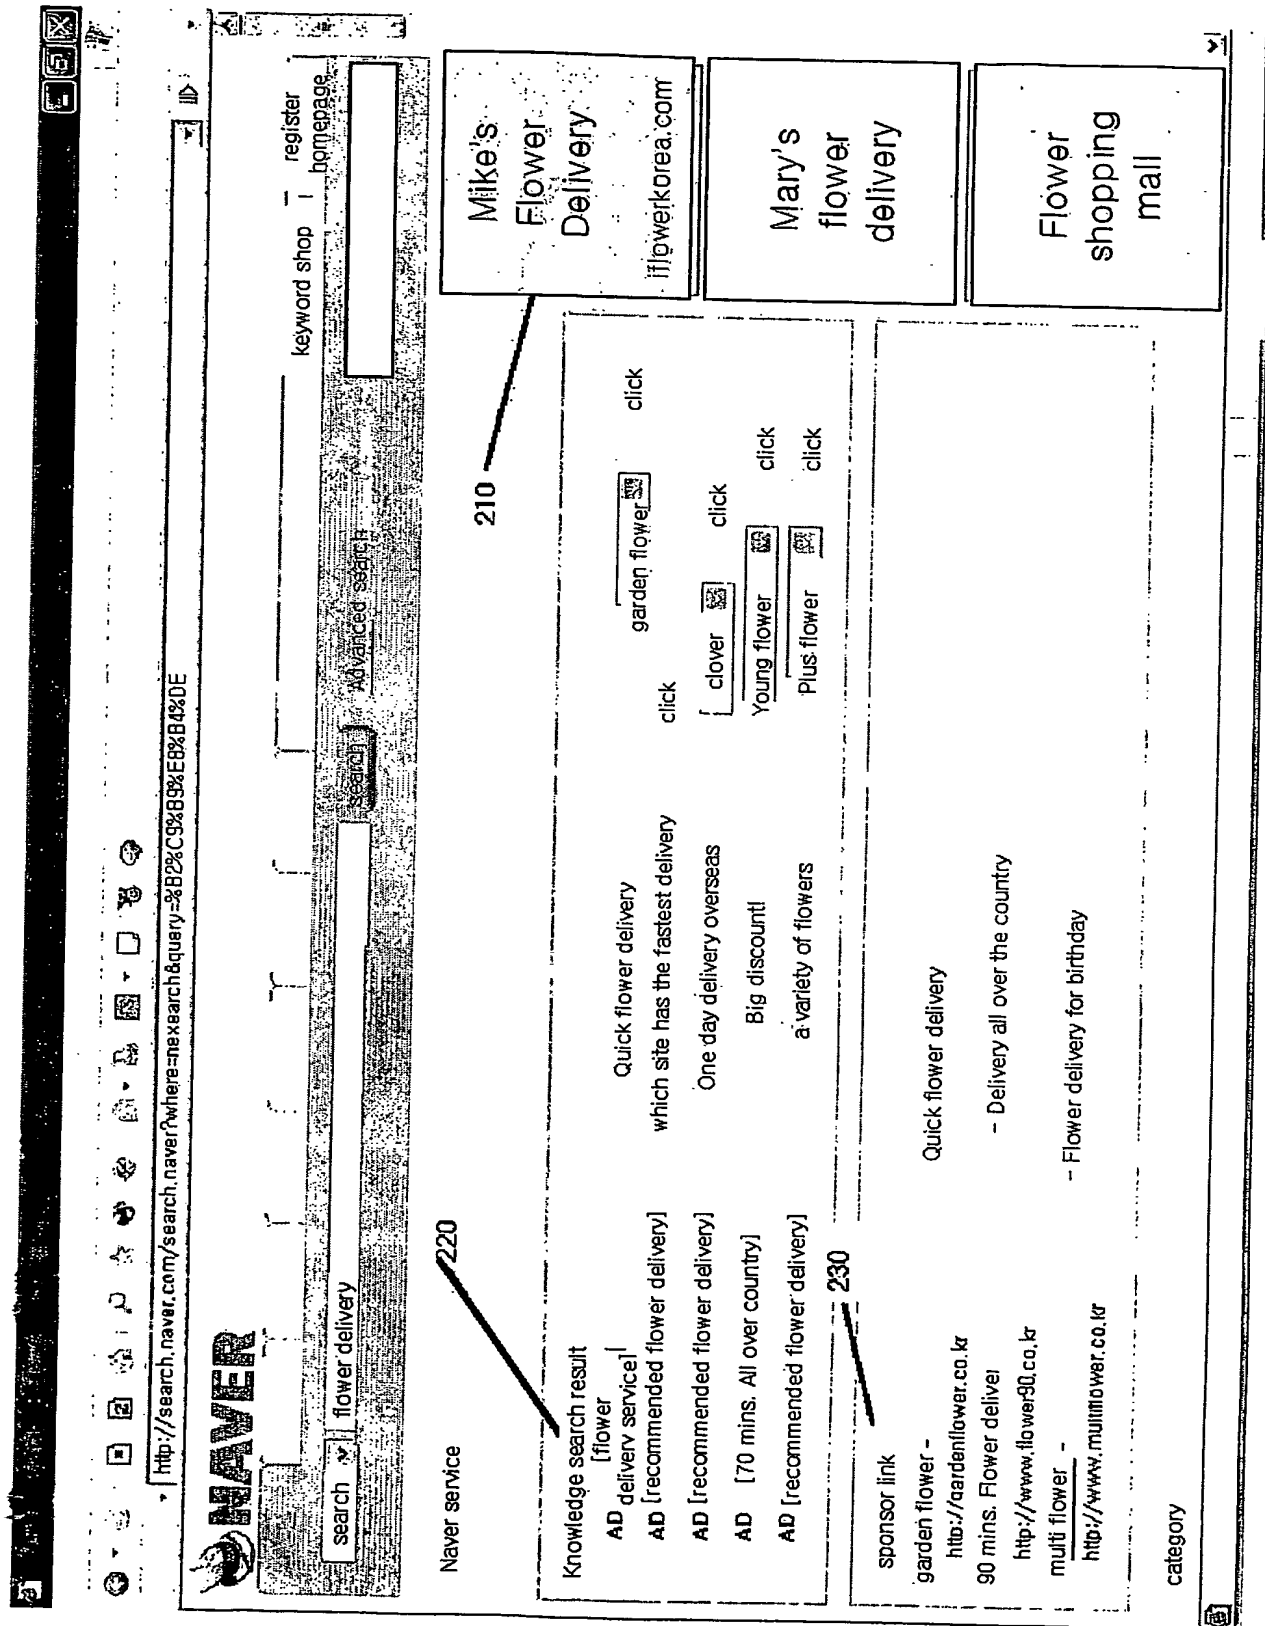 http://search.naver.com/search.naver?where=nexearch&query=%B2%C9%B9%E8%B4%DE
NAVER
keyword shop | register homepage
search flower delivery search Advanced search
Naver service
220
210
Mike's
Flower
Delivery
iflowerkorea.com
Mary's
flower
delivery
Flower
shopping
mall
Knowledge search result
AD [flower delivery service] Quick flower delivery garden flower click
AD [recommended flower delivery] which site has the fastest delivery click
AD [recommended flower delivery] One day delivery overseas clover click
AD [70 mins. All over country] Big discount! Young flower click
AD [recommended flower delivery] a variety of flowers Plus flower click
230
sponsor link
garden flower - Quick flower delivery
http://gardenflower.co.kr
90 mins. Flower deliver - Delivery all over the country
http://www.flower90.co.kr
multi flower - - Flower delivery for birthday
http://www.multiflower.co.kr
category